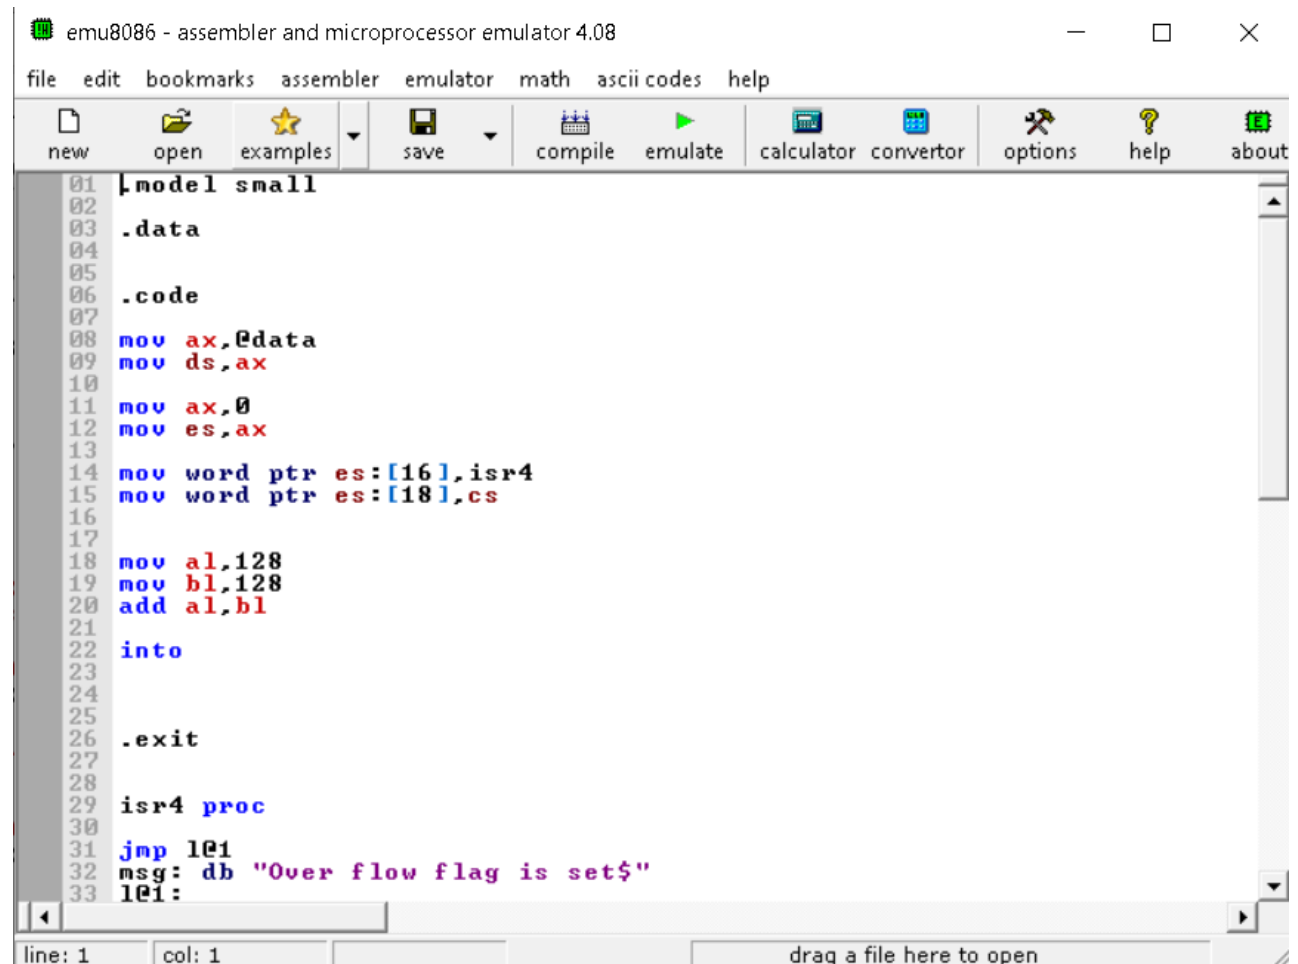 emu8086 - assembler and microprocessor emulator 4.08
file edit bookmarks assembler emulator math ascii codes help
new open examples save compile emulate calculator convertor options help about
01 .model small
02
03 .data
04
05
06 .code
07
08 mov ax,@data
09 mov ds,ax
10
11 mov ax,0
12 mov es,ax
13
14 mov word ptr es:[16],isr4
15 mov word ptr es:[18],cs
16
17
18 mov al,128
19 mov bl,128
20 add al,bl
21
22 into
23
24
25
26 .exit
27
28
29 isr4 proc
30
31 jmp l@1
32 msg: db "Over flow flag is set$"
33 l@1:
line: 1 col: 1 drag a file here to open